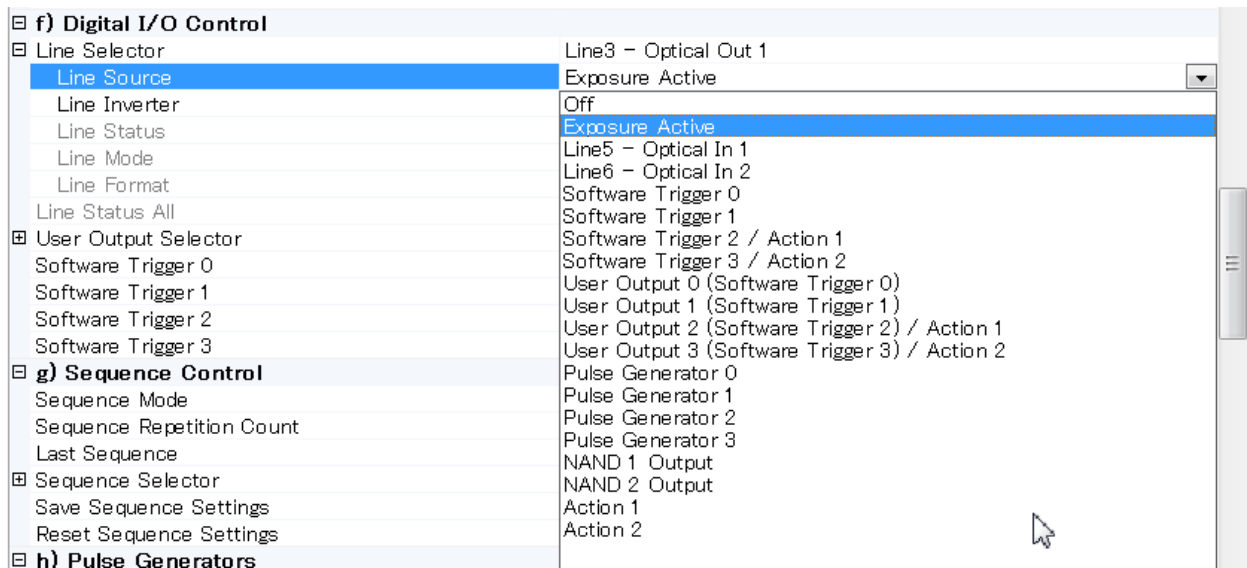 f) Digital I/O Control
Line Selector Line3 - Optical Out 1
Line Source Exposure Active
Line Inverter Off
Line Status Exposure Active
Line Mode Line5 - Optical In 1
Line6 - Optical In 2
Line Format Software Trigger 0
Line Status All Software Trigger 1
User Output Selector Software Trigger 2 / Action 1
Software Trigger 0 Software Trigger 3 / Action 2
User Output 0 (Software Trigger 0)
Software Trigger 1 User Output 1 (Software Trigger 1)
Software Trigger 2 User Output 2 (Software Trigger 2) / Action 1
Software Trigger 3 User Output 3 (Software Trigger 3) / Action 2
g) Sequence Control Pulse Generator 0
Sequence Mode Pulse Generator 1
Pulse Generator 2
Sequence Repetition Count Pulse Generator 3
Last Sequence NAND 1 Output
Sequence Selector NAND 2 Output
Save Sequence Settings Action 1
Reset Sequence Settings Action 2
h) Pulse Generators